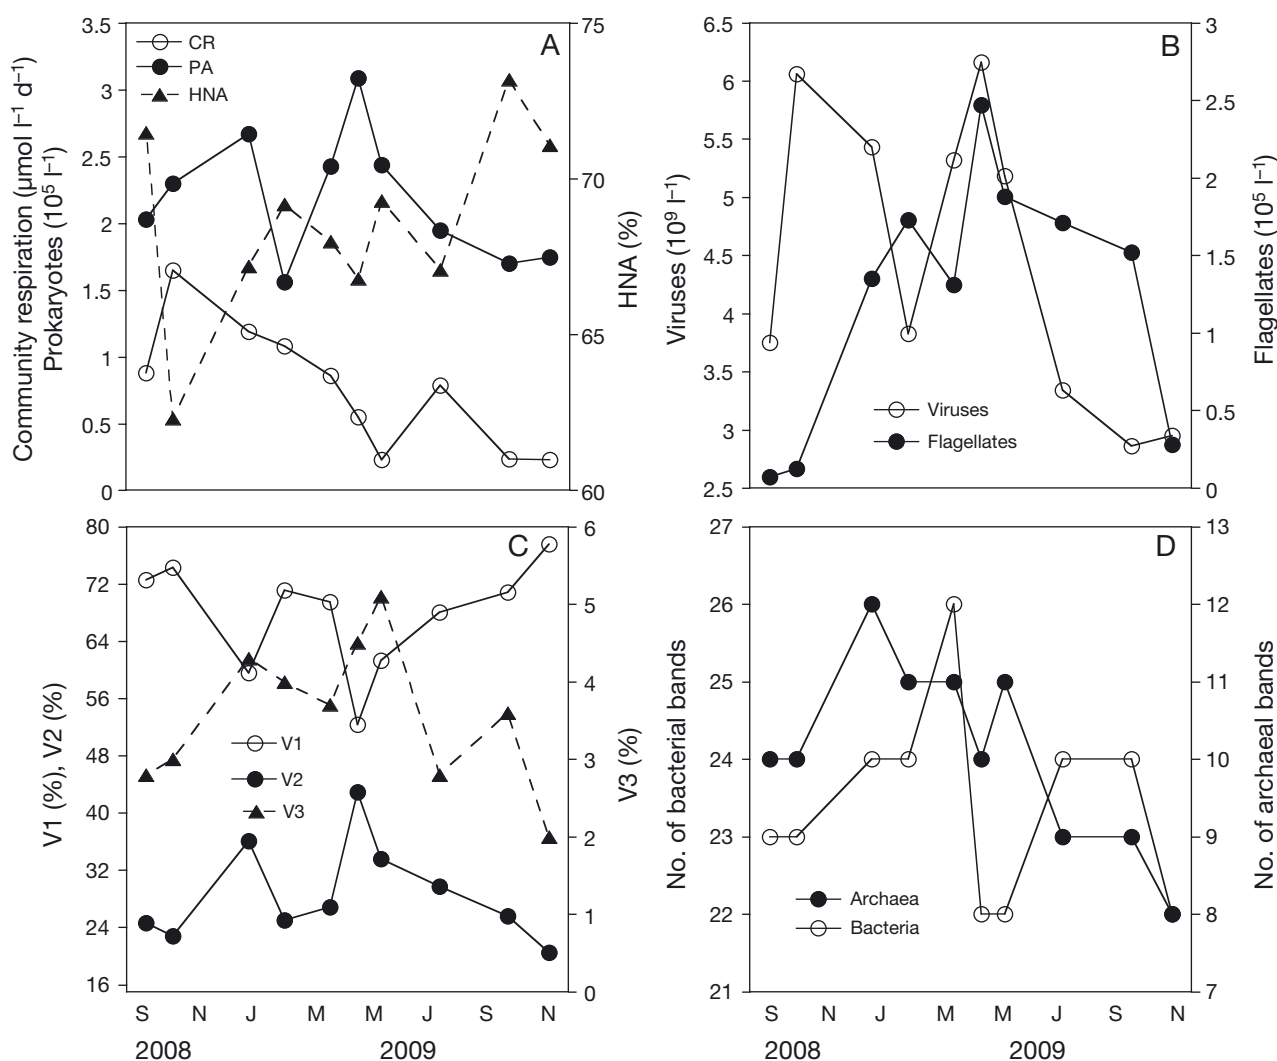 A
CR
PA
HNA
3.5
3
2.5
2
1.5
1
0.5
0
Community respiration (µmol l⁻¹ d⁻¹)
Prokaryotes (10⁵ l⁻¹)
75
70
65
60
HNA (%)
B
6.5
6
5.5
5
4.5
4
3.5
3
2.5
Viruses (10⁹ l⁻¹)
Viruses
Flagellates
3
2.5
2
1.5
1
0.5
0
Flagellates (10⁵ l⁻¹)
C
80
72
64
56
48
40
32
24
16
V1 (%), V2 (%)
V1
V2
V3
6
5
4
3
2
1
0
V3 (%)
S N J M M J S N
2008 2009
D
27
26
25
24
23
22
21
No. of bacterial bands
Archaea
Bacteria
13
12
11
10
9
8
7
No. of archaeal bands
S N J M M J S N
2008 2009